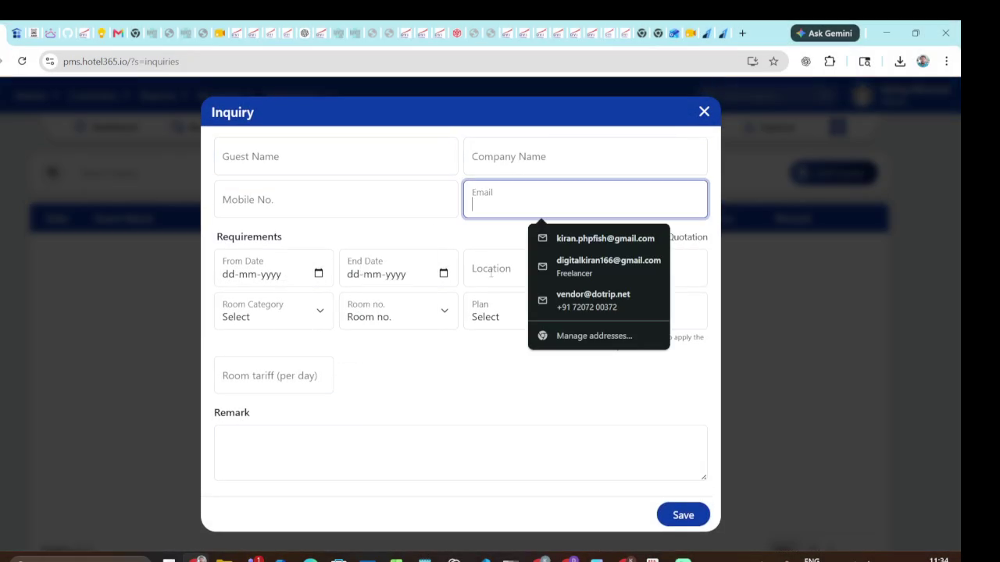 Ask Gemini
pms.hotel365.io/?s=inquiries
Inquiry
Guest Name
Company Name
Mobile No.
Email
kiran.phpfish@gmail.com
digitalkiran166@gmail.com
Freelancer
vendor@dotrip.net
+91 72072 00372
Manage addresses...
Requirements
Quotation
From Date
dd-mm-yyyy
End Date
dd-mm-yyyy
Location
Room Category
Select
Room no.
Room no.
Plan
Select
apply the
Room tariff (per day)
Remark
Save
ENG
11:34